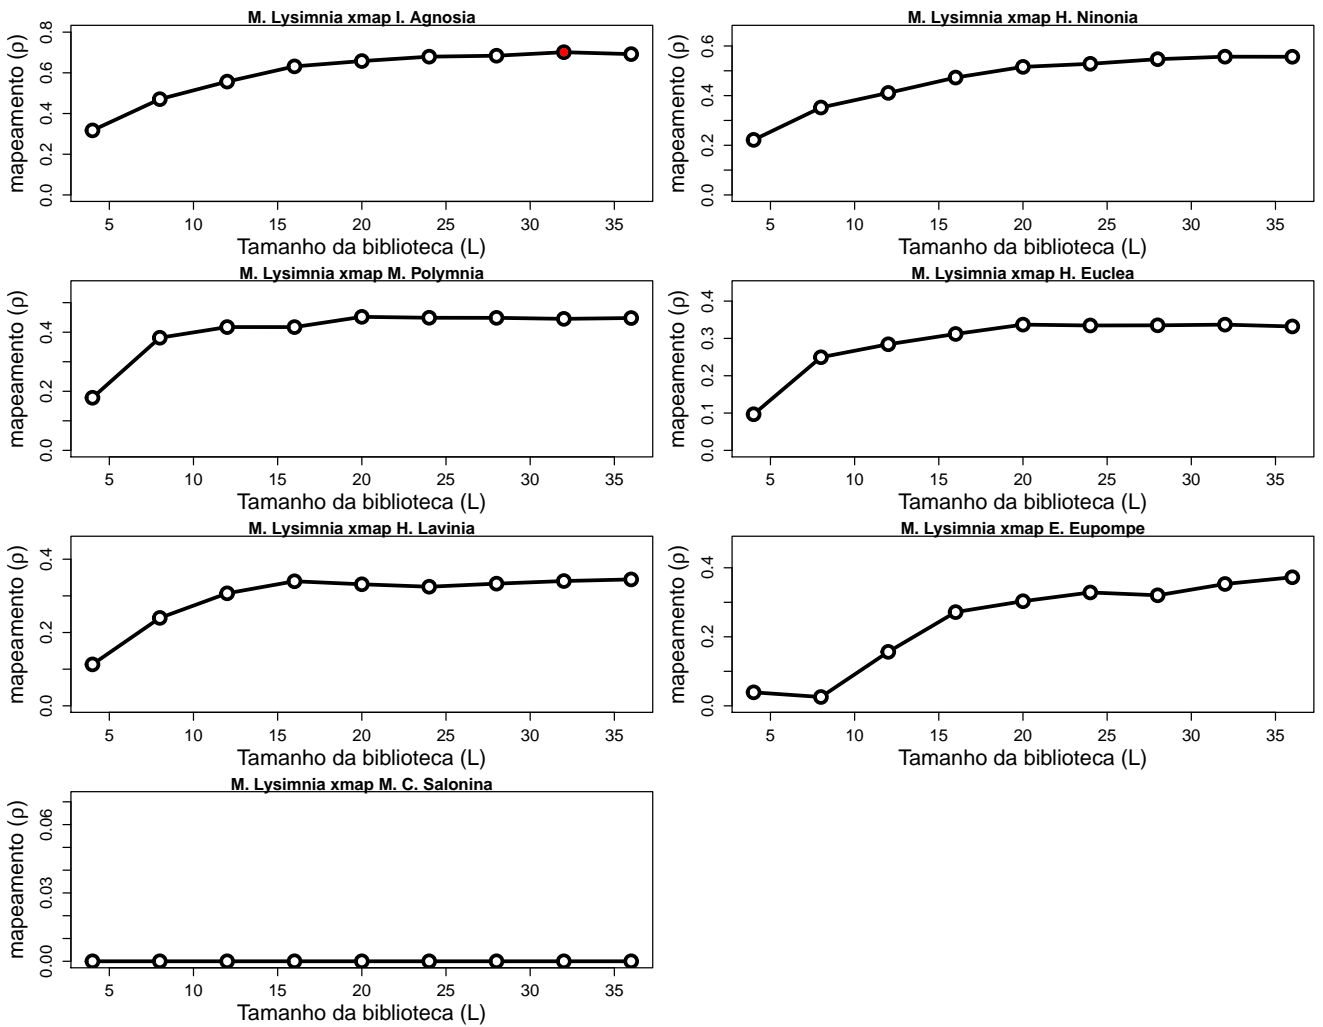 M. Lysimnia xmap I. Agnosia
mapeamento (ρ)
0.0 0.2 0.4 0.6 0.8
5 10 15 20 25 30 35
Tamanho da biblioteca (L)
M. Lysimnia xmap H. Ninonia
mapeamento (ρ)
0.0 0.2 0.4 0.6
5 10 15 20 25 30 35
Tamanho da biblioteca (L)
M. Lysimnia xmap M. Polymnia
mapeamento (ρ)
0.0 0.2 0.4
5 10 15 20 25 30 35
Tamanho da biblioteca (L)
M. Lysimnia xmap H. Euclea
mapeamento (ρ)
0.0 0.1 0.2 0.3 0.4
5 10 15 20 25 30 35
Tamanho da biblioteca (L)
M. Lysimnia xmap H. Lavinia
mapeamento (ρ)
0.0 0.2 0.4
5 10 15 20 25 30 35
Tamanho da biblioteca (L)
M. Lysimnia xmap E. Eupompe
mapeamento (ρ)
0.0 0.2 0.4
5 10 15 20 25 30 35
Tamanho da biblioteca (L)
M. Lysimnia xmap M. C. Salonina
mapeamento (ρ)
0.00 0.03 0.06
5 10 15 20 25 30 35
Tamanho da biblioteca (L)